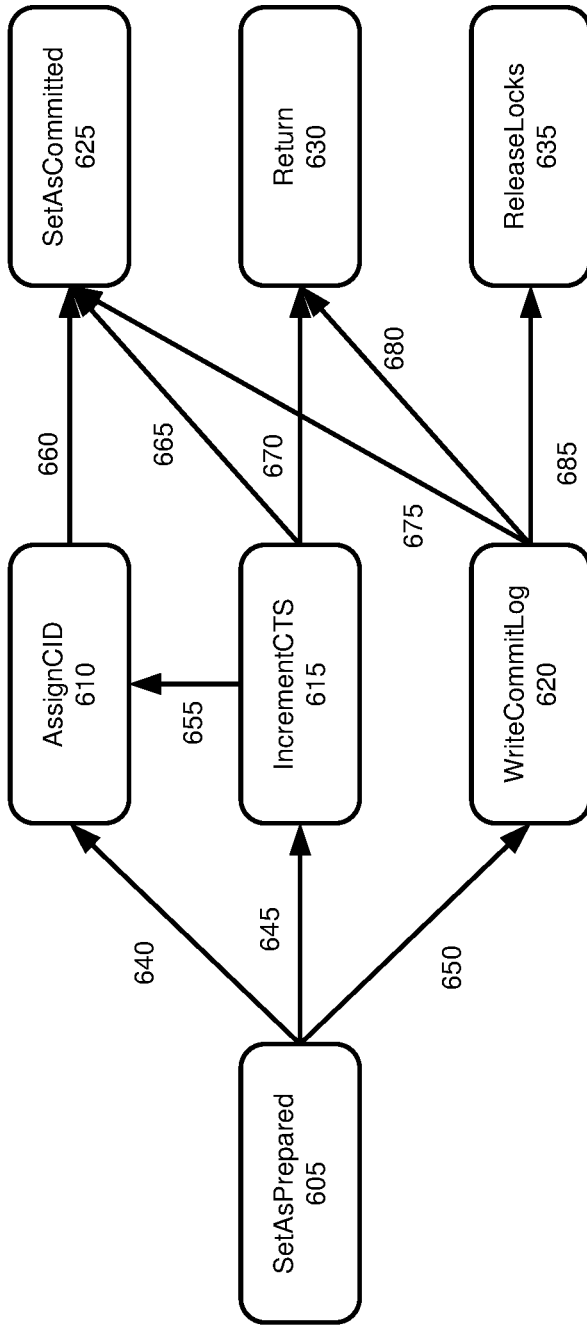 SetAsPrepared
605
640
645
650
AssignCID
610
655
IncrementCTS
615
WriteCommitLog
620
660
665
670
675
680
685
SetAsCommitted
625
Return
630
ReleaseLocks
635